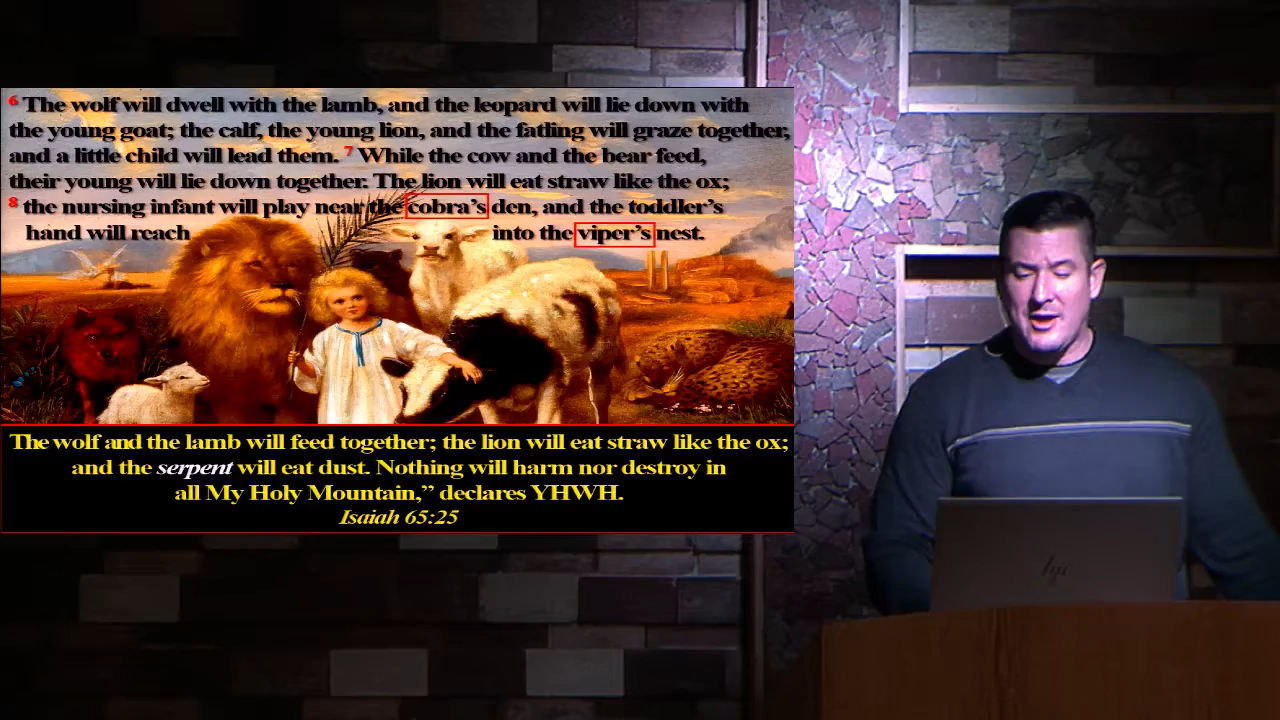 6 The wolf will dwell with the lamb, and the leopard will lie down with
the young goat; the calf, the young lion, and the fatling will graze together,
and a little child will lead them. 7 While the cow and the bear feed,
their young will lie down together. The lion will eat straw like the ox;
8 the nursing infant will play near the cobra's den, and the toddler's
hand will reach into the viper's nest.
The wolf and the lamb will feed together; the lion will eat straw like the ox;
and the serpent will eat dust. Nothing will harm nor destroy in
all My Holy Mountain,” declares YHWH.
Isaiah 65:25
hp